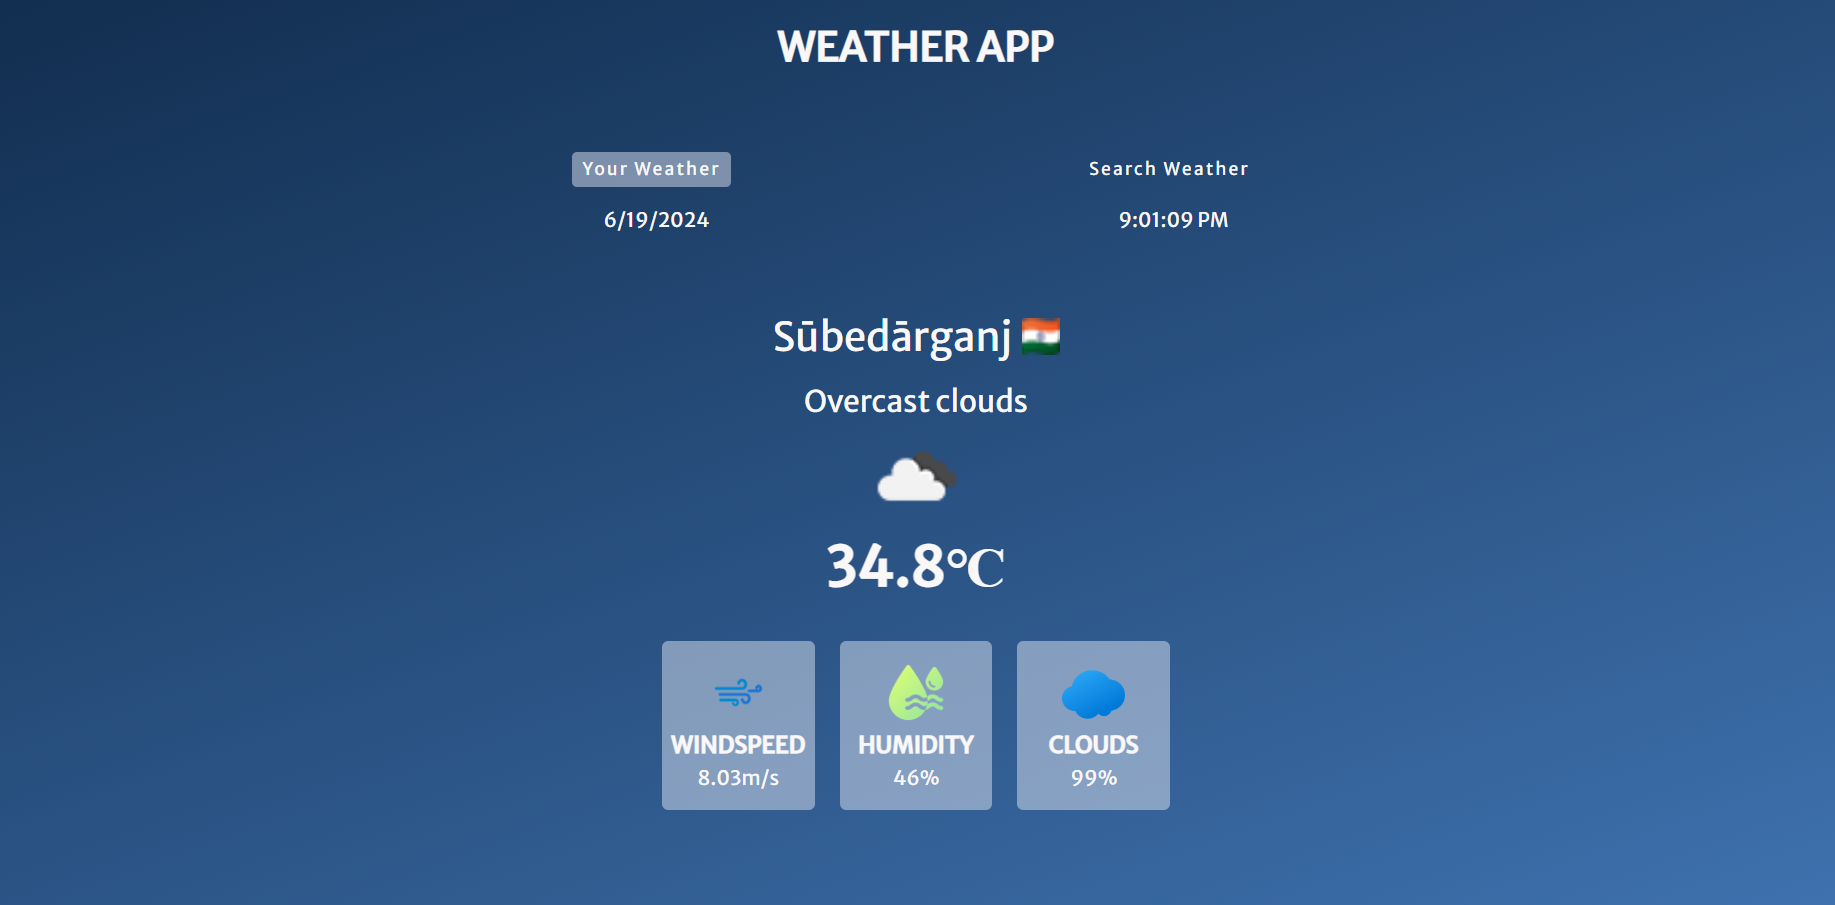 WEATHER APP
Your Weather
Search Weather
6/19/2024
9:01:09 PM
Sūbedārganj
Overcast clouds
34.8°C
WINDSPEED
8.03m/s
HUMIDITY
46%
CLOUDS
99%